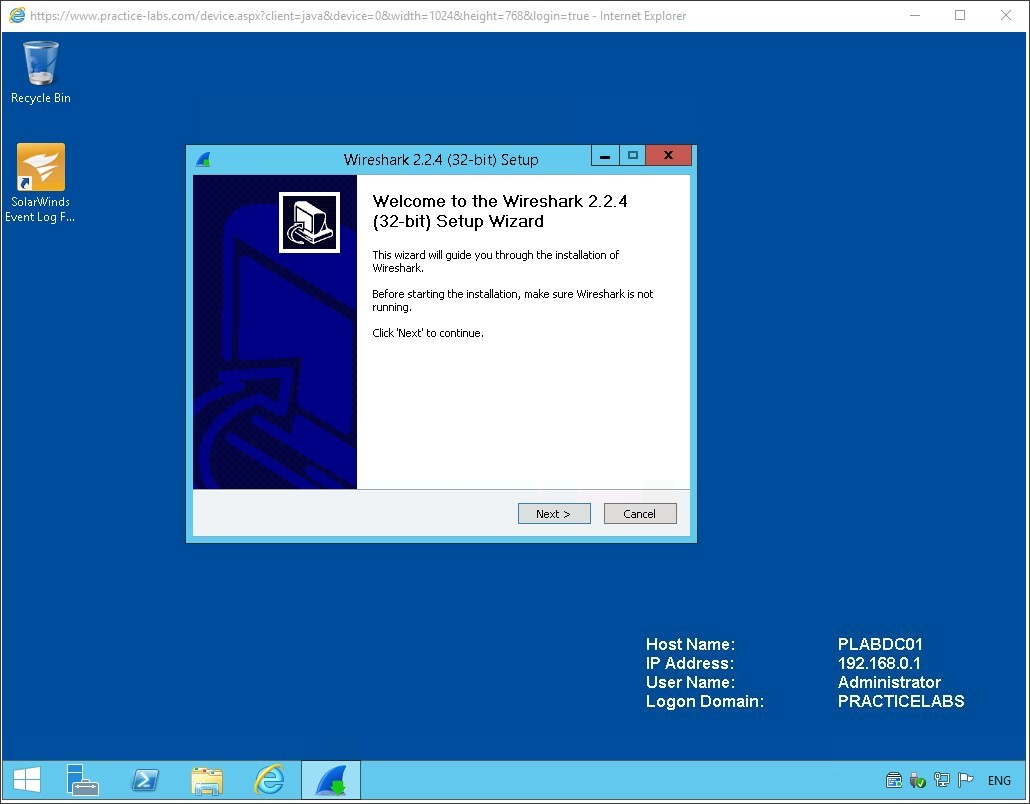 https://www.practice-labs.com/device.aspx?client=java&device=0&width=1024&height=768&login=true - Internet Explorer
Recycle Bin
SolarWinds
Event Log F...
Wireshark 2.2.4 (32-bit) Setup
Welcome to the Wireshark 2.2.4
(32-bit) Setup Wizard
This wizard will guide you through the installation of
Wireshark.
Before starting the installation, make sure Wireshark is not
running.
Click 'Next' to continue.
Next >
Cancel
Host Name: PLABDC01
IP Address: 192.168.0.1
User Name: Administrator
Logon Domain: PRACTICELABS
ENG